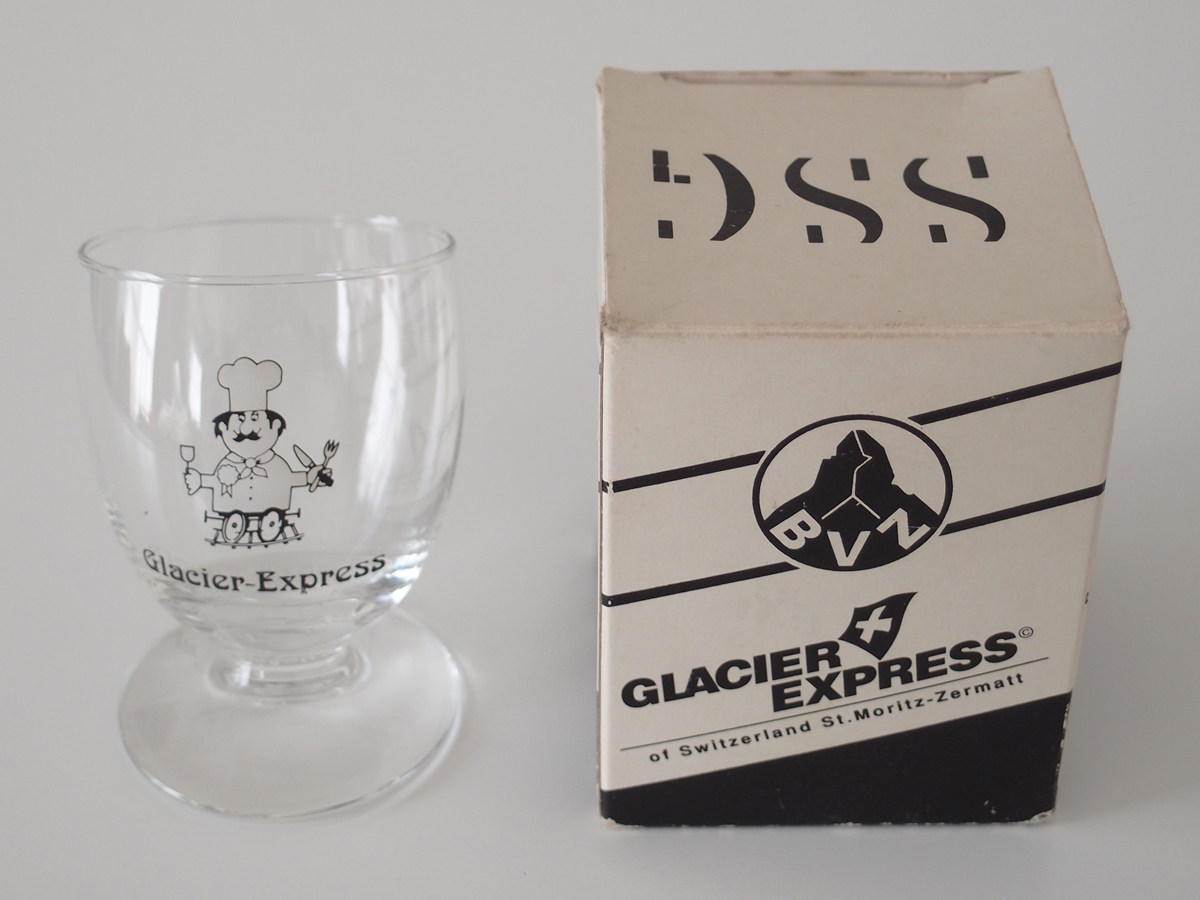 Glacier-Express
DSS
BVZ
GLACIER
EXPRESS©
of Switzerland St.Moritz-Zermatt